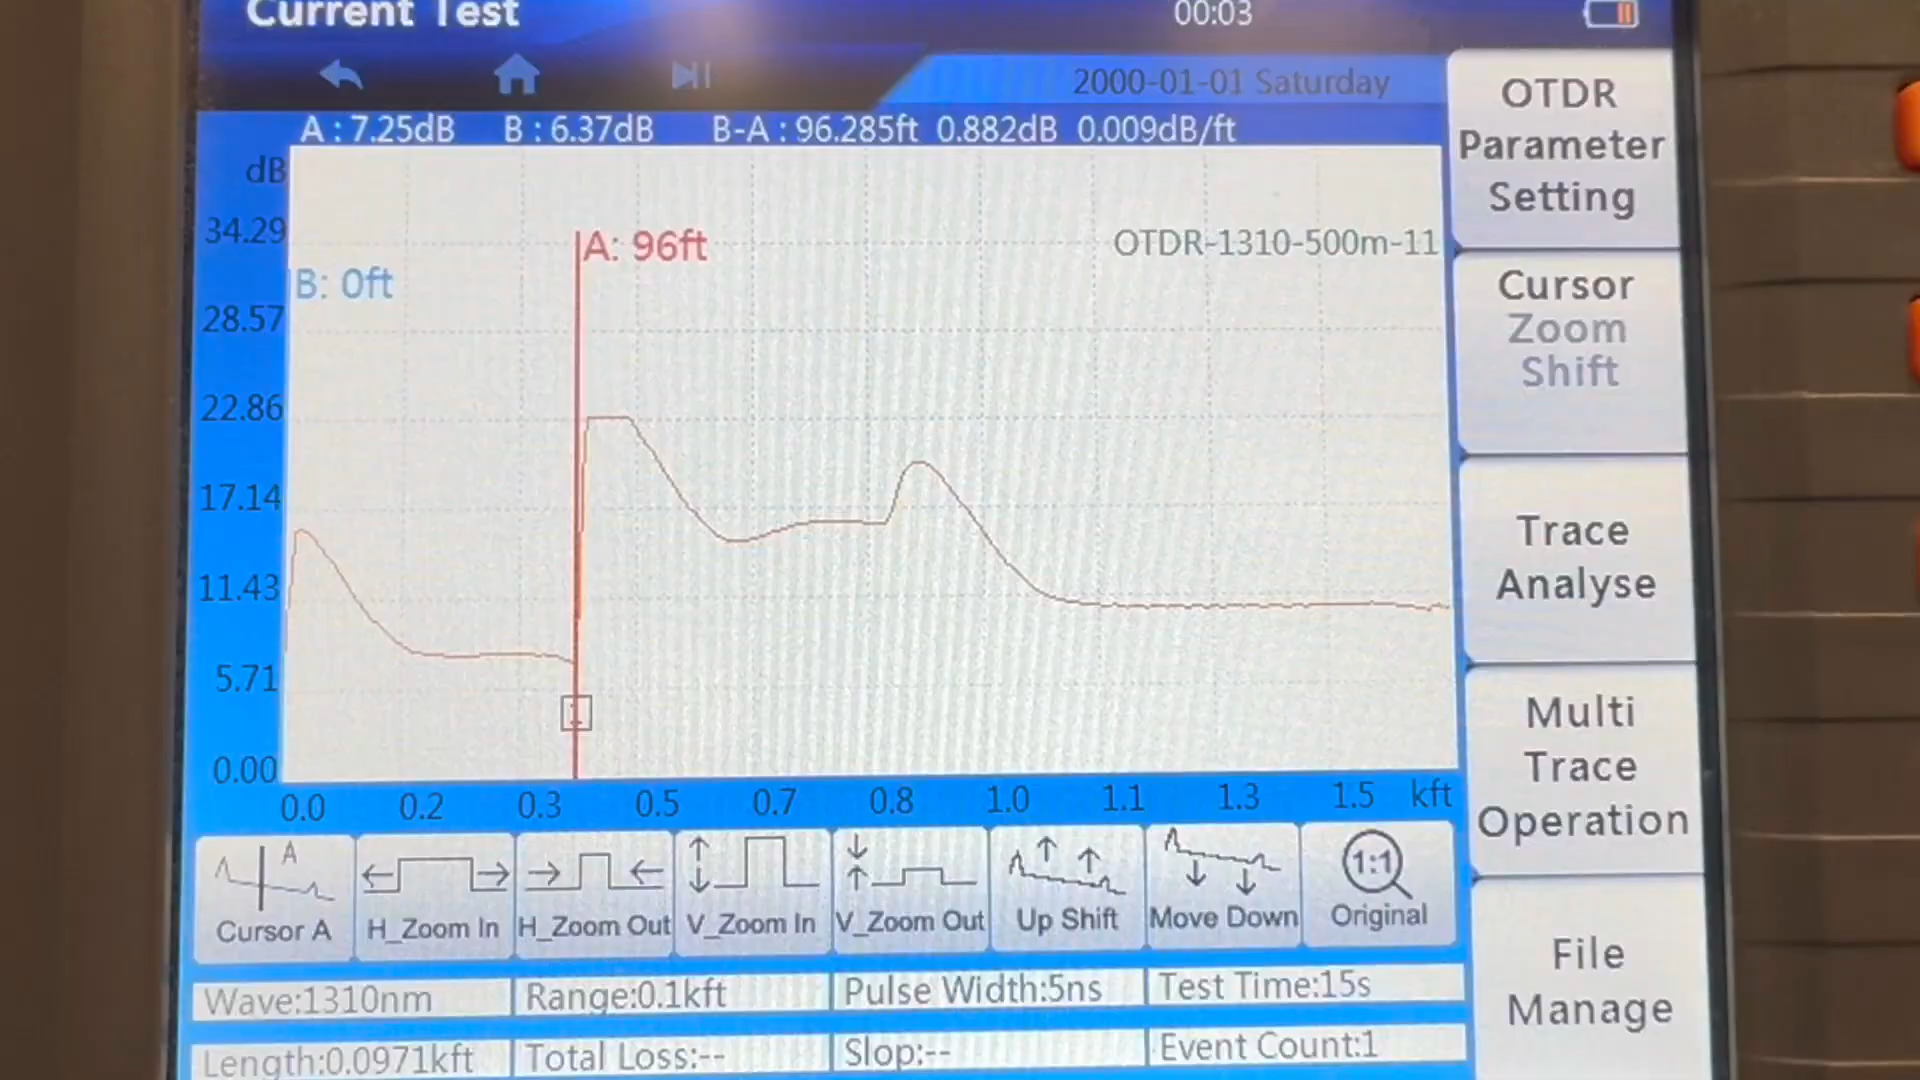 Current Test
00:03
2000-01-01 Saturday
A : 7.25dB B : 6.37dB B-A : 96.285ft 0.882dB 0.009dB/ft
dB
34.29
28.57
22.86
17.14
11.43
5.71
0.00
A: 96ft
B: 0ft
OTDR-1310-500m-11
1
0.0 0.2 0.3 0.5 0.7 0.8 1.0 1.1 1.3 1.5 kft
A
Cursor A
H_Zoom In
H_Zoom Out
V_Zoom In
V_Zoom Out
Up Shift
Move Down
1:1
Original
Wave:1310nm
Range:0.1kft
Pulse Width:5ns
Test Time:15s
Length:0.0971kft
Total Loss:--
Slop:--
Event Count:1
OTDR
Parameter
Setting
Cursor
Zoom
Shift
Trace
Analyse
Multi
Trace
Operation
File
Manage